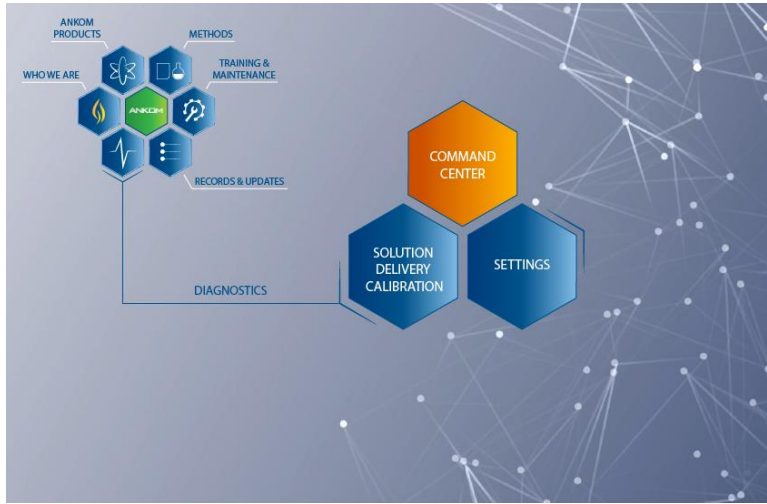 ANKOM
PRODUCTS
METHODS
WHO WE ARE
TRAINING &
MAINTENANCE
ANKOM
RECORDS & UPDATES
DIAGNOSTICS
COMMAND
CENTER
SOLUTION
DELIVERY
CALIBRATION
SETTINGS